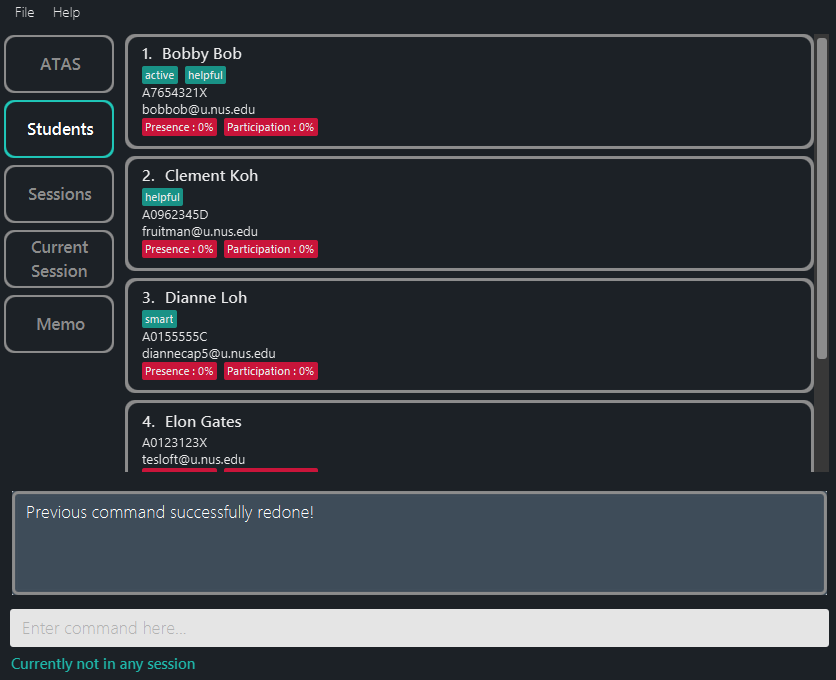 File Help
ATAS
Students
Sessions
Current
Session
Memo
1. Bobby Bob
active helpful
A7654321X
bobbob@u.nus.edu
Presence : 0% Participation : 0%
2. Clement Koh
helpful
A0962345D
fruitman@u.nus.edu
Presence : 0% Participation : 0%
3. Dianne Loh
smart
A0155555C
diannecap5@u.nus.edu
Presence : 0% Participation : 0%
4. Elon Gates
A0123123X
tesloft@u.nus.edu
Previous command successfully redone!
Enter command here...
Currently not in any session